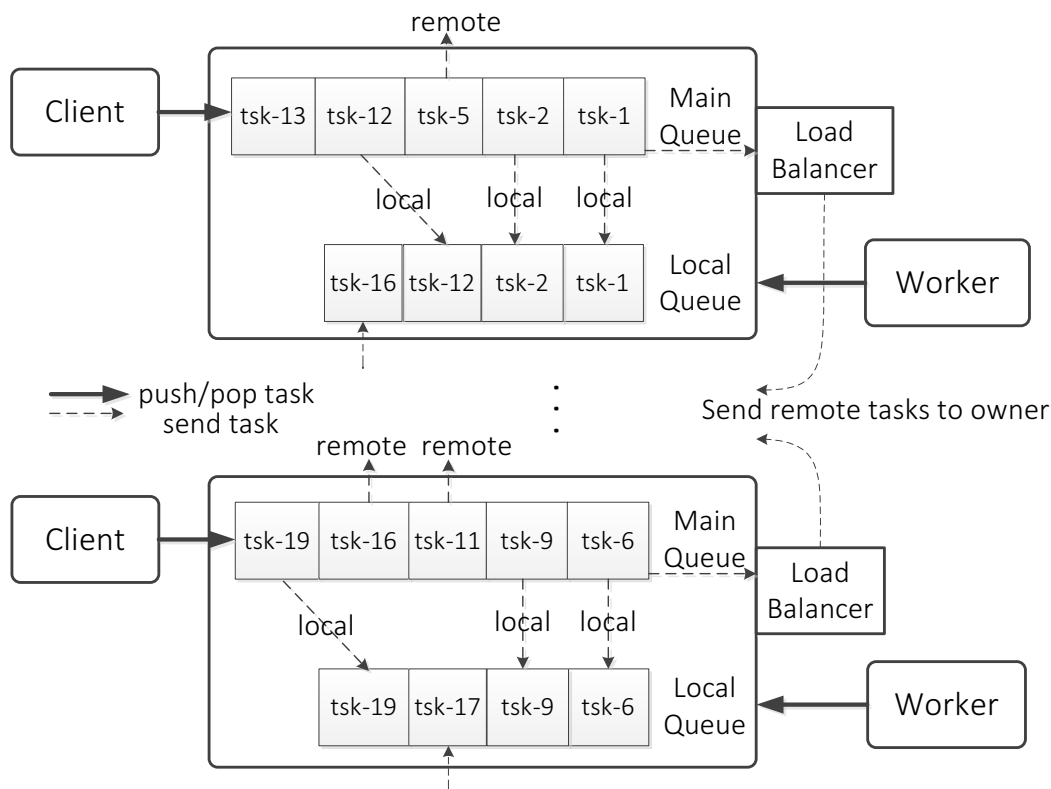 remote
Client
tsk-13 tsk-12 tsk-5 tsk-2 tsk-1
Main
Queue
Load
Balancer
local local local
tsk-16 tsk-12 tsk-2 tsk-1
Local
Queue
Worker
push/pop task
send task
Send remote tasks to owner
remote remote
Client
tsk-19 tsk-16 tsk-11 tsk-9 tsk-6
Main
Queue
Load
Balancer
local local local
tsk-19 tsk-17 tsk-9 tsk-6
Local
Queue
Worker